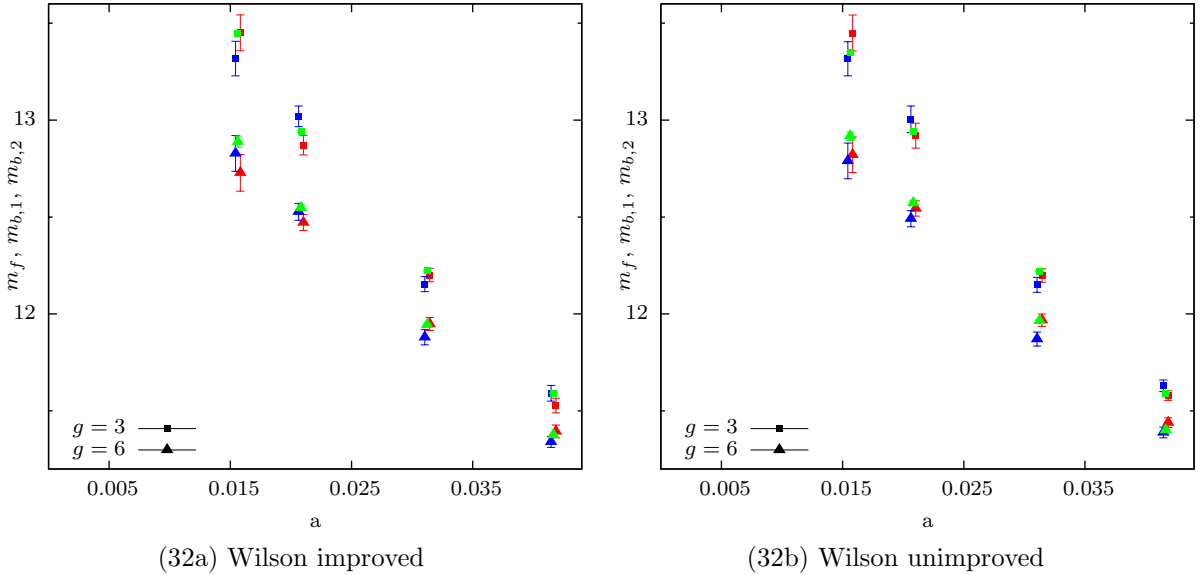 13
12
m_f, m_{b,1}, m_{b,2}
g = 3
g = 6
0.005 0.015 0.025 0.035
a
(32a) Wilson improved
13
12
m_f, m_{b,1}, m_{b,2}
g = 3
g = 6
0.005 0.015 0.025 0.035
a
(32b) Wilson unimproved